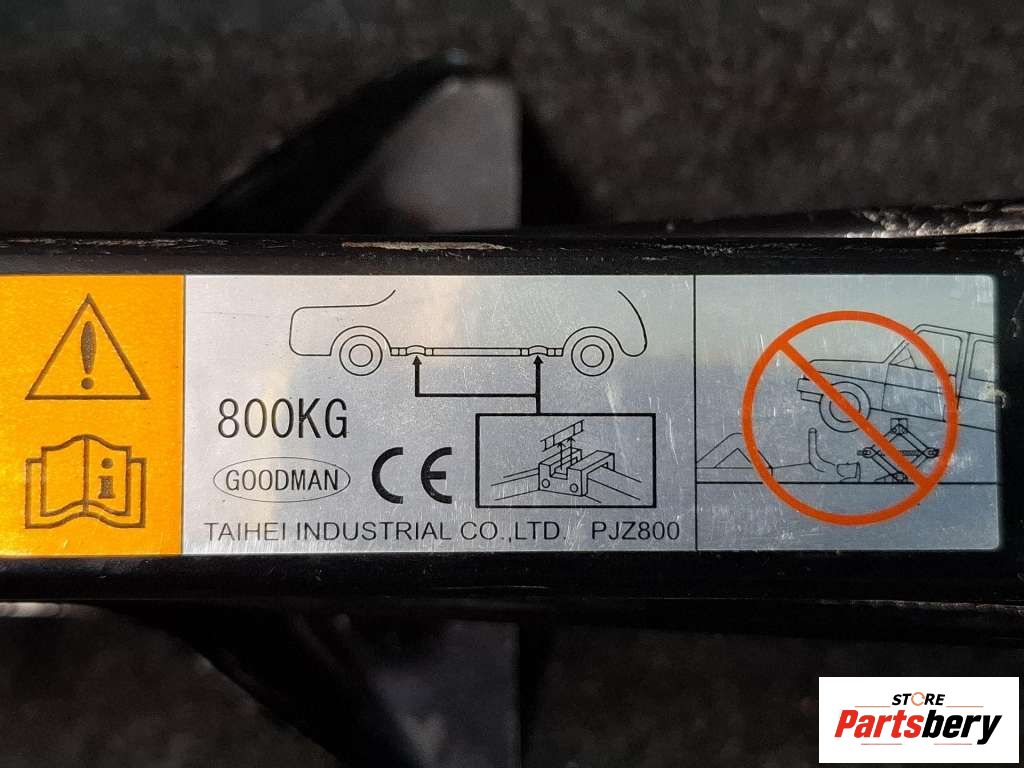 800KG
GOODMAN CE
TAIHEI INDUSTRIAL CO.,LTD. PJZ800
STORE
Partsbery